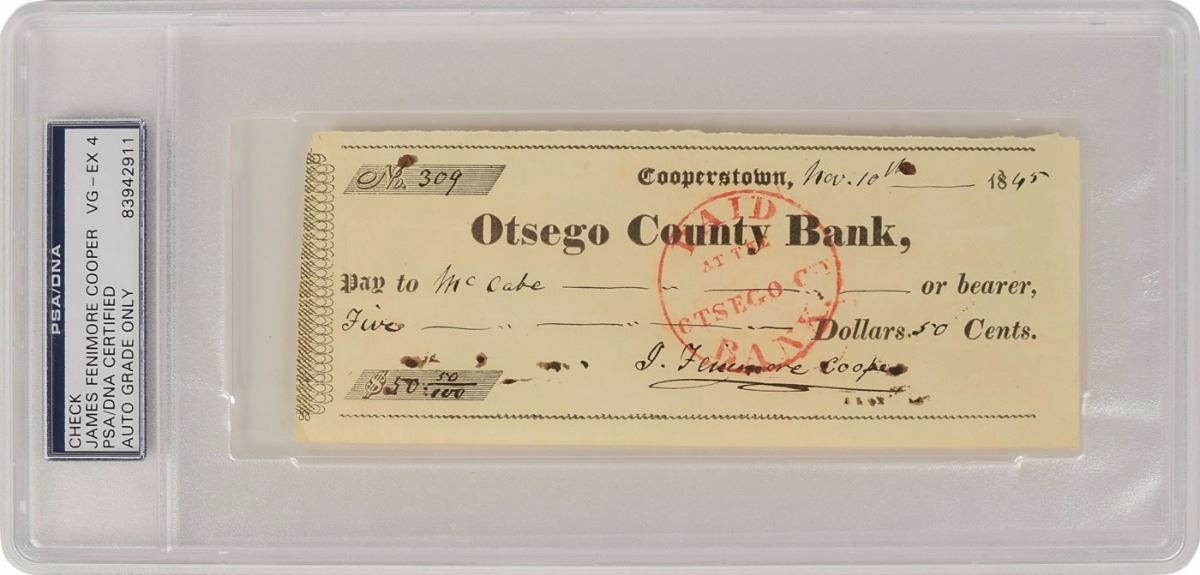 PSA/DNA
CHECK
JAMES FENIMORE COOPER VG - EX 4
PSA/DNA CERTIFIED
AUTO GRADE ONLY 83942911
No. 309 Cooperstown, Nov. 10th 1845
Otsego County Bank,
Pay to McCabe or bearer,
Five Dollars. 50 Cents.
J. Fenimore Cooper
$ 50/100
PAID
AT THE
OTSEGO CTY
BANK.